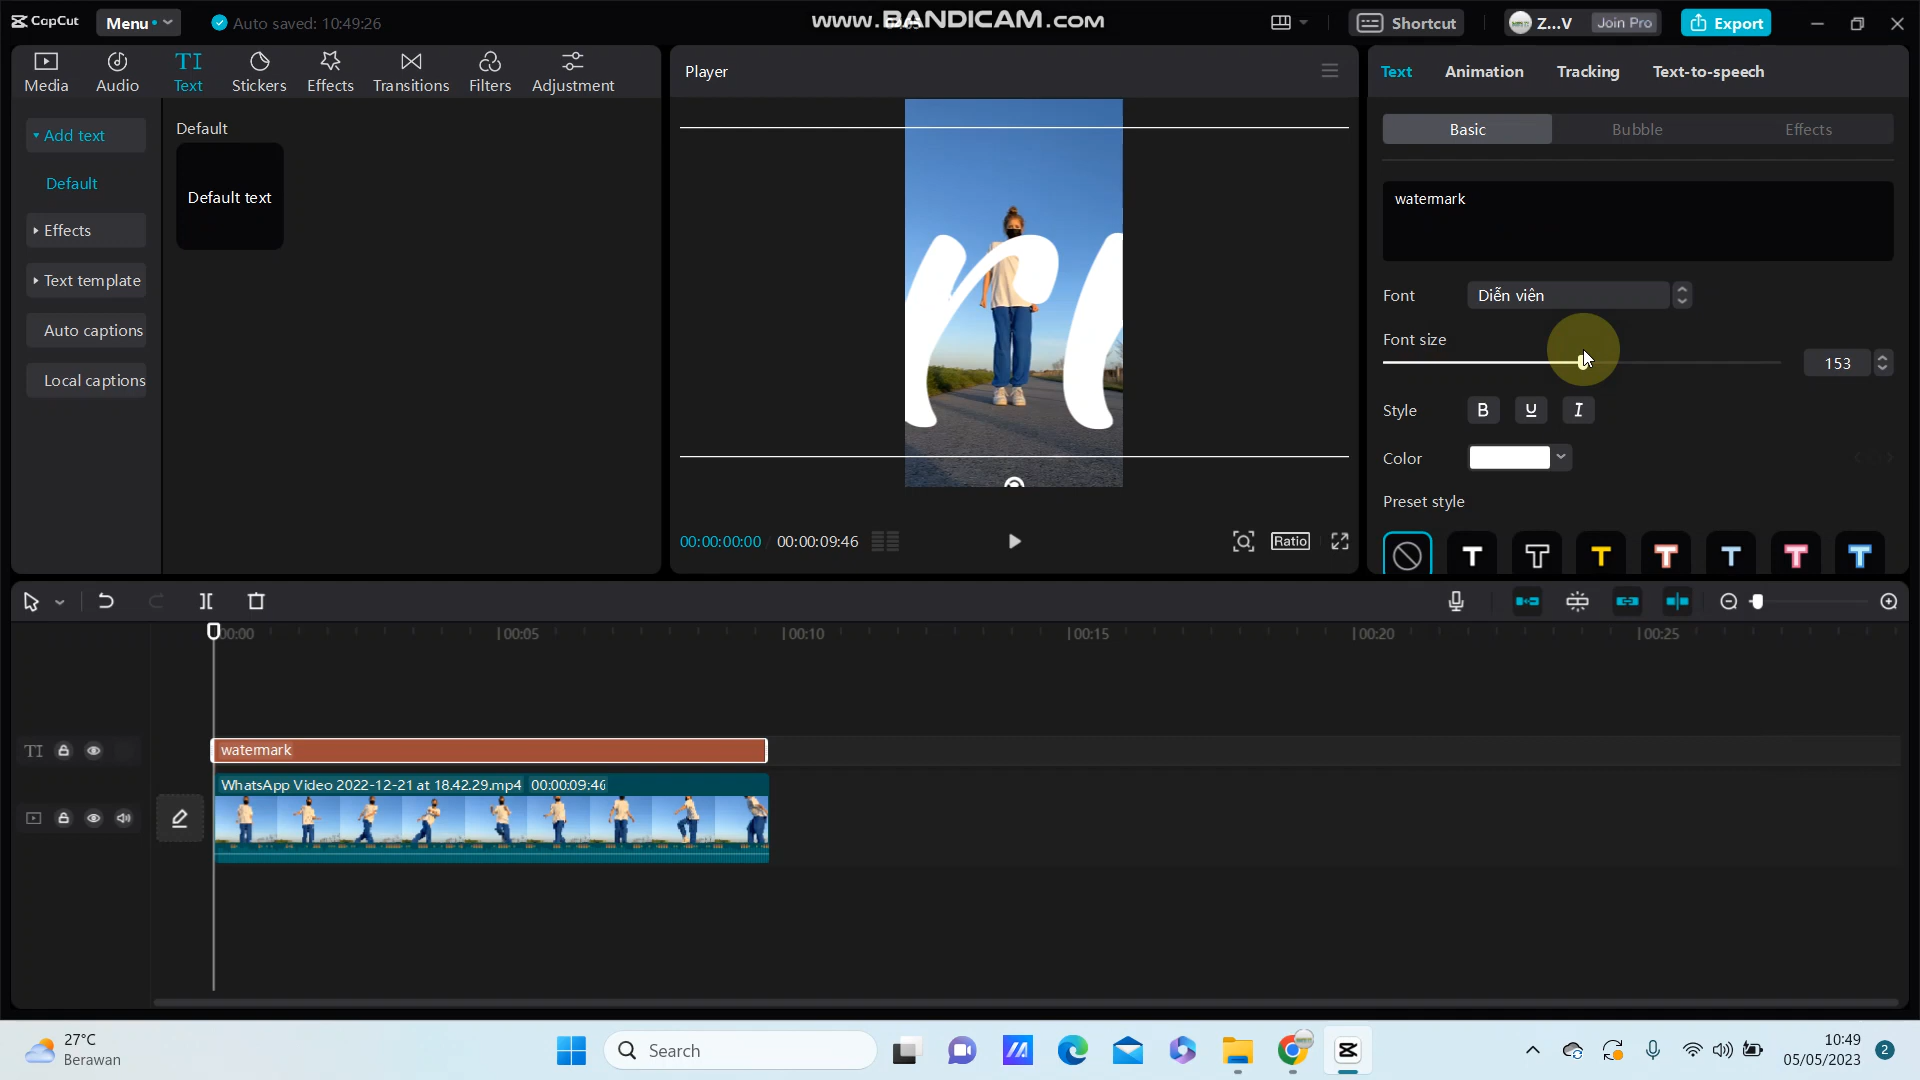 CapCut
Menu
Auto saved: 10:49:26
www.BANDICAM.com
Shortcut
Z...V
Join Pro
Export
Media
Audio
Text
Stickers
Effects
Transitions
Filters
Adjustment
Add text
Default
Effects
Text template
Auto captions
Local captions
Default
Default text
Player
00:00:00:00
00:00:09:46
Ratio
Text
Animation
Tracking
Text-to-speech
Basic
Bubble
Effects
watermark
Font
Diễn viên
Font size
153
Style
B
U
I
Color
Preset style
T
T
T
T
T
T
T
00:00
00:05
00:10
00:15
00:20
00:25
TI
watermark
WhatsApp Video 2022-12-21 at 18.42.29.mp4
00:00:09:46
27°C
Berawan
Search
10:49
05/05/2023
2